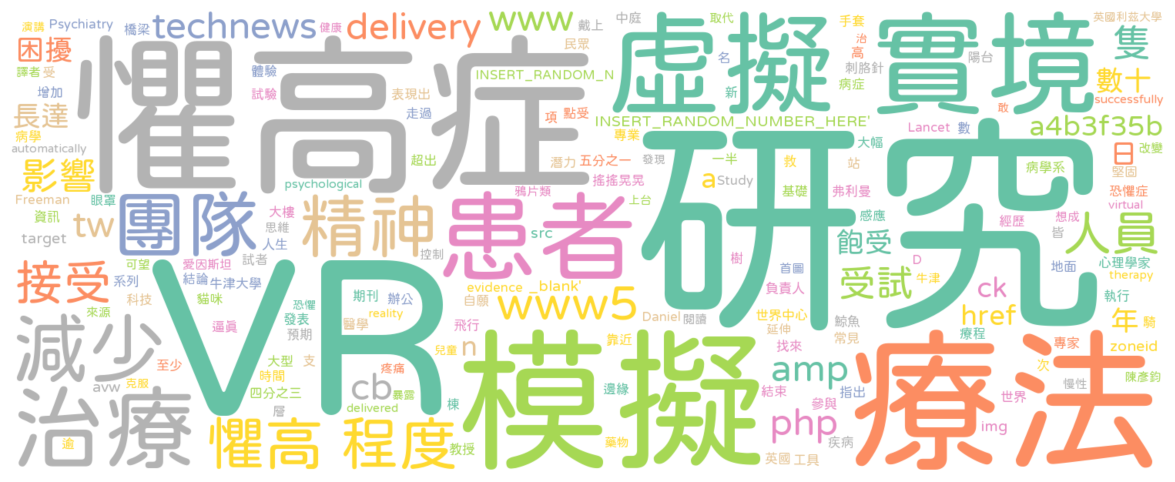 演講 Psychiatry 橋梁 technews 健康 delivery www 戴上 中庭 取代 手套 英國利茲大學
譯者 受 困擾 懼高症 體驗 民眾 虛擬 名 治 高 實境 陽台 隻
增加 試驗 表現出 INSERT_RANDOM_N 新 刺胳針 病症 數十
長達 走過 項 點受 INSERT_RANDOM_NUMBER_HERE' 敢 successfully
病學 專業 大幅 Lancet 數 a4b3f35b 改變
automatically 超出 潛力 五分之一 發現 一半 救 站 日 堅固
影響 psychological 鴉片類 搖搖晃晃 a Study 基礎 弗利曼 病學系
Freeman 眼罩 團隊 大樓 精神 患者 上台 研究 感應 恐懼症
資訊 tw 思維 src 經歷 想成 virtual 人員
target 試者 人生 控制 樹 飽受 皆
接受 可望 愛因斯坦 首圖 D 地面 心理學家
系列 結論 牛津大學 evidence _blank' 負責人 受試 牛津 therapy
科技 貓咪 恐懼 期刊 辦公 自願 www5 Daniel 閱讀 ck 執行
來源 逼真 發表 reality 世界中心 鯨魚 href 年 騎
減少 VR 預期 醫學 飛行 n 延伸 常見 療程
至少 大型 支 兒童 模擬 靠近 找來 療法 專家 zoneid
avw 克服 時間 疼痛 cb 暴露 邊緣 amp 結束 指出 次 慢性 陳彥鈞
治療 四分之三 delivered 層 棟 參與 php 世界
逾 懼高 程度 教授 藥物 疾病 img
英國 工具